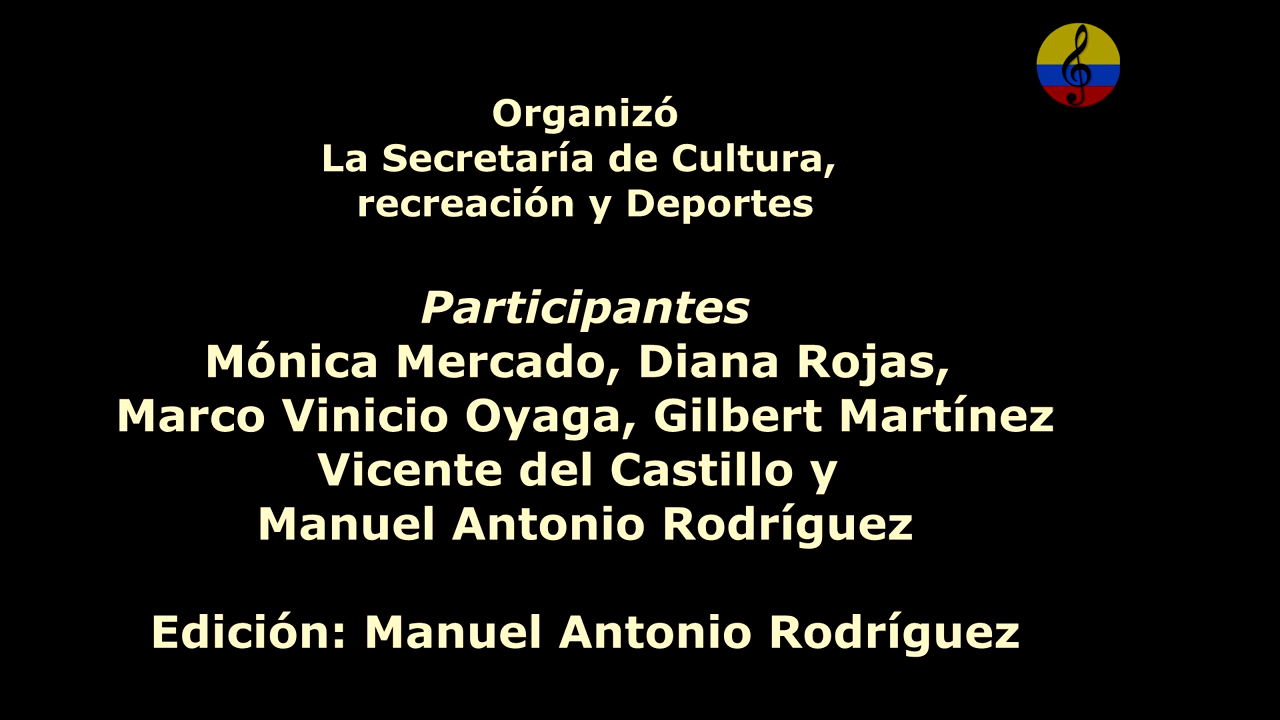 Organizó
La Secretaría de Cultura,
recreación y Deportes
Participantes
Mónica Mercado, Diana Rojas,
Marco Vinicio Oyaga, Gilbert Martínez
Vicente del Castillo y
Manuel Antonio Rodríguez
Edición: Manuel Antonio Rodríguez